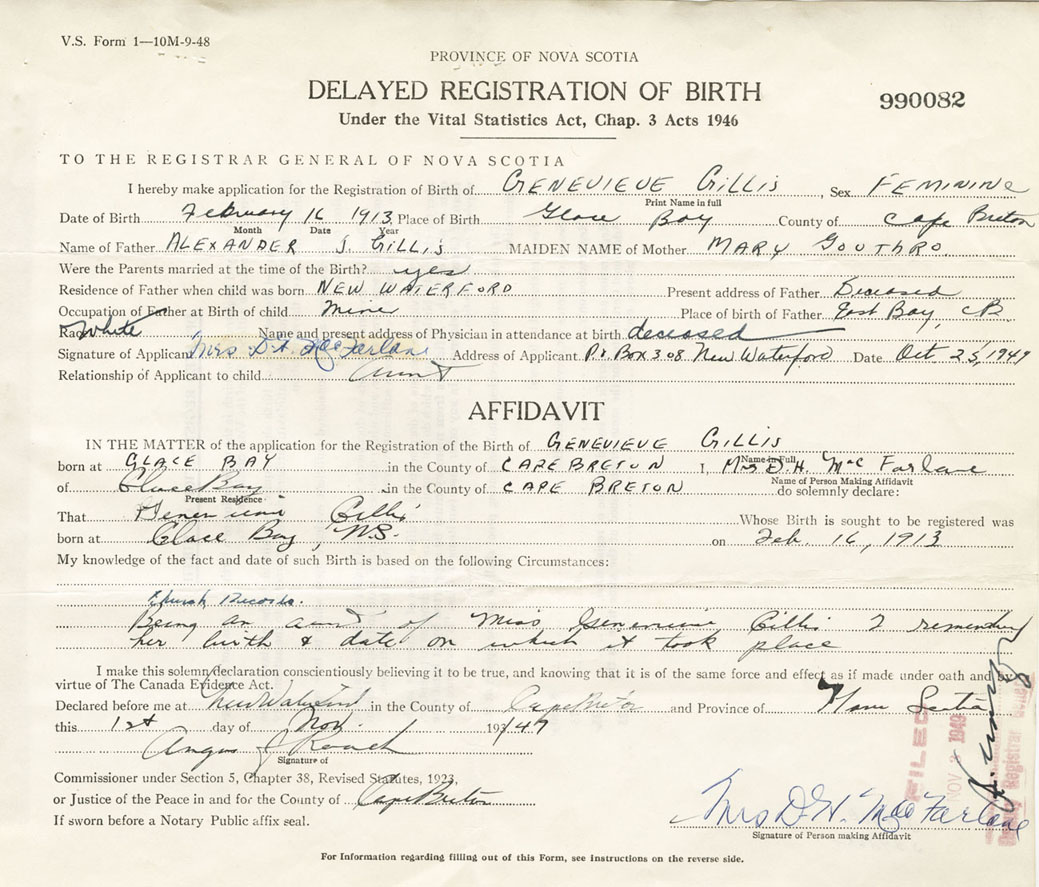 V.S. Form 1—10M-9-48
PROVINCE OF NOVA SCOTIA
DELAYED REGISTRATION OF BIRTH
990082
Under the Vital Statistics Act, Chap. 3 Acts 1946
TO THE REGISTRAR GENERAL OF NOVA SCOTIA
I hereby make application for the Registration of Birth of GENEVIEVE GILLIS, Sex FEMININE
Print Name in full
Date of Birth February 16 1913 Place of Birth Glace Bay County of Cape Breton
Month Date Year
Name of Father ALEXANDER J. GILLIS MAIDEN NAME of Mother MARY GOUTHRO
Were the Parents married at the time of the Birth? yes
Residence of Father when child was born NEW WATERFORD Present address of Father Deceased
Occupation of Father at Birth of child Miner Place of birth of Father East Bay, CB
Race White Name and present address of Physician in attendance at birth deceased
Signature of Applicant Mrs D.H. MacFarlane Address of Applicant P.O. Box 308. New Waterford Date Oct 25, 1949
Relationship of Applicant to child Aunt
AFFIDAVIT
IN THE MATTER of the application for the Registration of the Birth of GENEVIEVE GILLIS
Name in Full
born at GLACE BAY in the County of CAPE BRETON I, Mrs D.H. MacFarlane
Name of Person Making Affidavit
of Glace Bay in the County of CAPE BRETON do solemnly declare:
Present Residence
That Genevieve Gillis Whose Birth is sought to be registered was
born at Glace Bay, N.S. on Feb. 16, 1913
My knowledge of the fact and date of such Birth is based on the following Circumstances:
Church Records.
Being an aunt of Miss Genevieve Gillis I remember
her birth & date on which it took place
I make this solemn declaration conscientiously believing it to be true, and knowing that it is of the same force and effect as if made under oath and by
virtue of The Canada Evidence Act.
Declared before me at New Waterford in the County of Cape Breton and Province of Nova Scotia
this 1st day of Nov. 19349
Angus J Roach
Signature of
Commissioner under Section 5, Chapter 38, Revised Statutes, 1923,
or Justice of the Peace in and for the County of Cape Breton
If sworn before a Notary Public affix seal.
FILED
NOV 1949
Registrar General
Mrs D.H. MacFarlane
Signature of Person making Affidavit
For Information regarding filling out of this Form, see instructions on the reverse side.